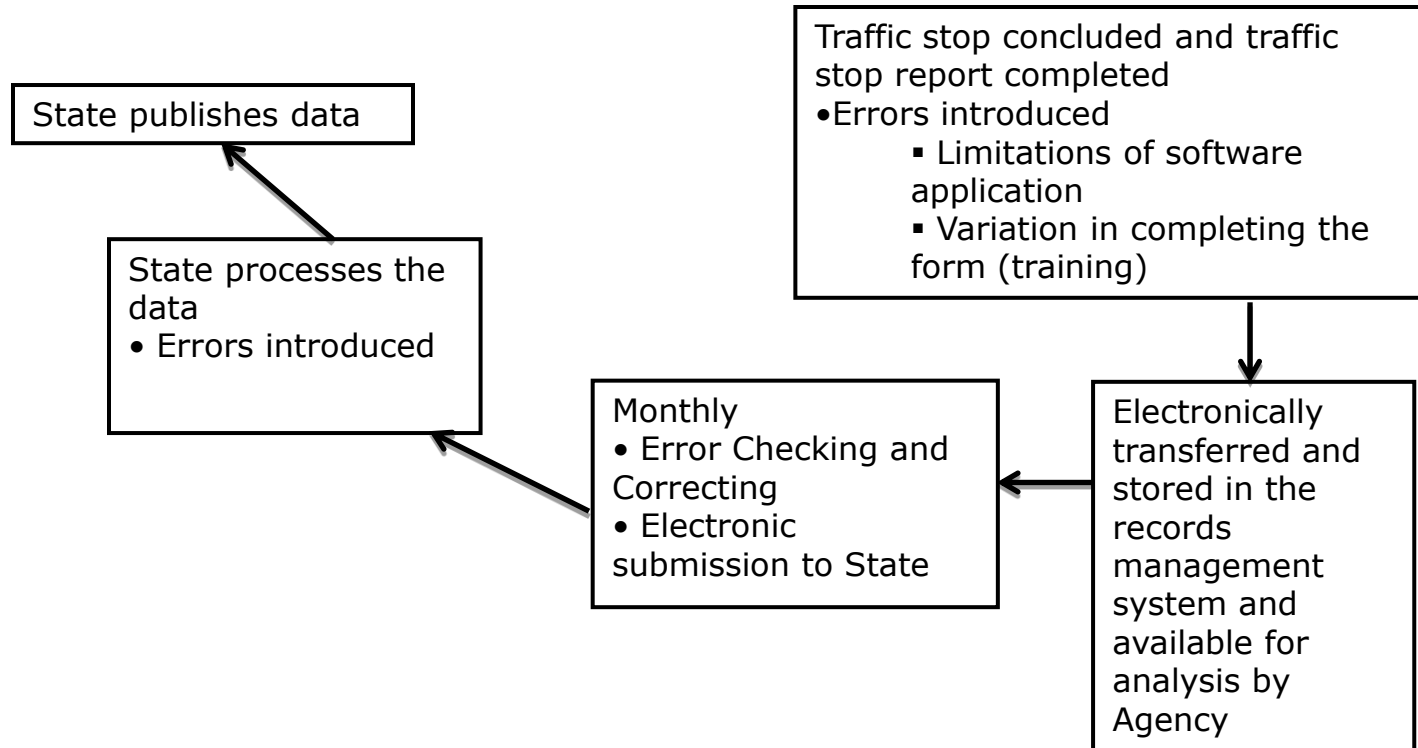 Traffic stop concluded and traffic
stop report completed
•Errors introduced
▪ Limitations of software
application
▪ Variation in completing the
form (training)
State publishes data
State processes the
data
• Errors introduced
Monthly
• Error Checking and
Correcting
• Electronic
submission to State
Electronically
transferred and
stored in the
records
management
system and
available for
analysis by
Agency